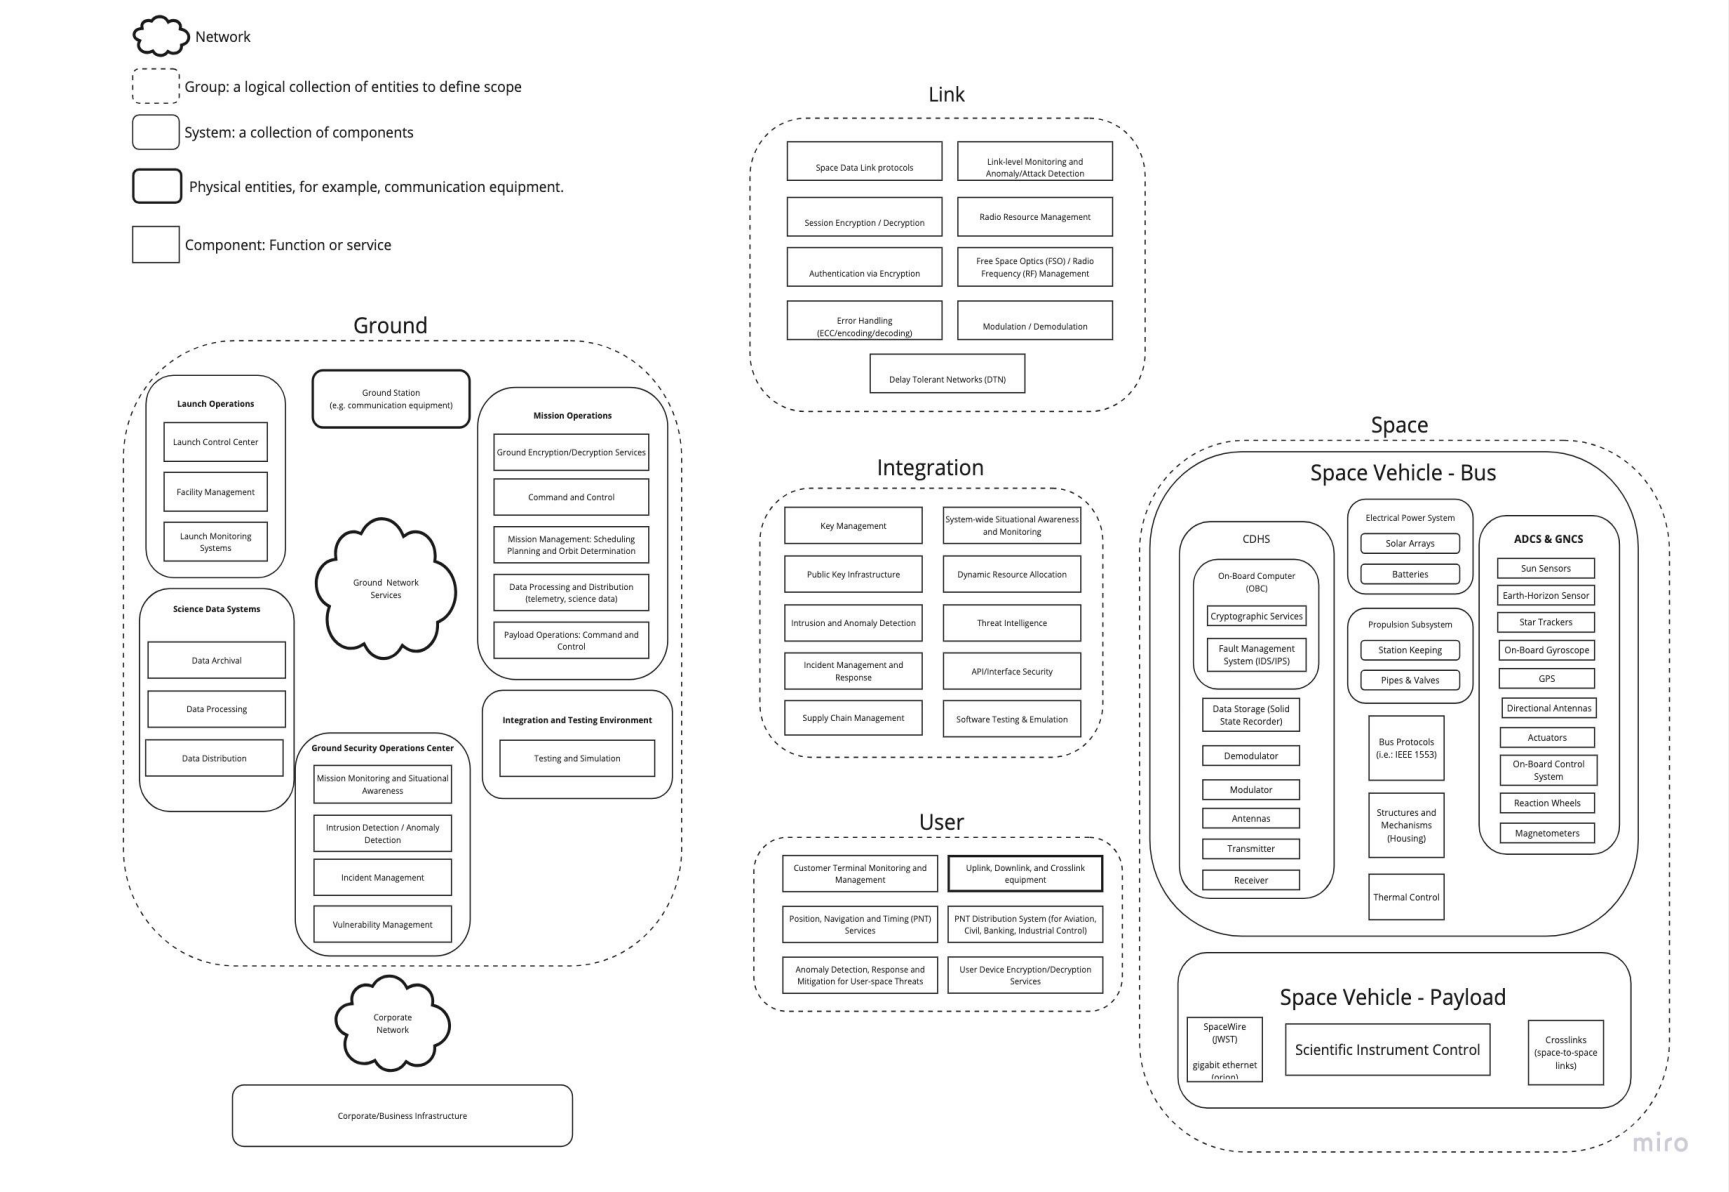 Network
Group: a logical collection of entities to define scope
System: a collection of components
Physical entities, for example, communication equipment.
Component: Function or service
Ground
Launch Operations
Launch Control Center
Facility Management
Launch Monitoring
Systems
Ground Station
(e.g. communication equipment)
Mission Operations
Ground Encryption/Decryption Services
Command and Control
Mission Management: Scheduling
Planning and Orbit Determination
Data Processing and Distribution
(telemetry, science data)
Payload Operations: Command and
Control
Ground Network
Services
Science Data Systems
Data Archival
Data Processing
Data Distribution
Ground Security Operations Center
Mission Monitoring and Situational
Awareness
Intrusion Detection / Anomaly
Detection
Incident Management
Vulnerability Management
Integration and Testing Environment
Testing and Simulation
Corporate
Network
Corporate/Business Infrastructure
Link
Space Data Link protocols
Link-level Monitoring and
Anomaly/Attack Detection
Session Encryption / Decryption
Radio Resource Management
Authentication via Encryption
Free Space Optics (FSO) / Radio
Frequency (RF) Management
Error Handling
(ECC/encoding/decoding)
Modulation / Demodulation
Delay Tolerant Networks (DTN)
Integration
Key Management
System-wide Situational Awareness
and Monitoring
Public Key Infrastructure
Dynamic Resource Allocation
Intrusion and Anomaly Detection
Threat Intelligence
Incident Management and
Response
API/Interface Security
Supply Chain Management
Software Testing & Emulation
User
Customer Terminal Monitoring and
Management
Uplink, Downlink, and Crosslink
equipment
Position, Navigation and Timing (PNT)
Services
PNT Distribution System (for Aviation,
Civil, Banking, Industrial Control)
Anomaly Detection, Response and
Mitigation for User-space Threats
User Device Encryption/Decryption
Services
Space
Space Vehicle - Bus
CDHS
On-Board Computer
(OBC)
Cryptographic Services
Fault Management
System (IDS/IPS)
Data Storage (Solid
State Recorder)
Demodulator
Modulator
Antennas
Transmitter
Receiver
Electrical Power System
Solar Arrays
Batteries
Propulsion Subsystem
Station Keeping
Pipes & Valves
Bus Protocols
(i.e.: IEEE 1553)
Structures and
Mechanisms
(Housing)
Thermal Control
ADCS & GNCS
Sun Sensors
Earth-Horizon Sensor
Star Trackers
On-Board Gyroscope
GPS
Directional Antennas
Actuators
On-Board Control
System
Reaction Wheels
Magnetometers
Space Vehicle - Payload
SpaceWire
(JWST)
gigabit ethernet
(orion)
Scientific Instrument Control
Crosslinks
(space-to-space
links)
miro